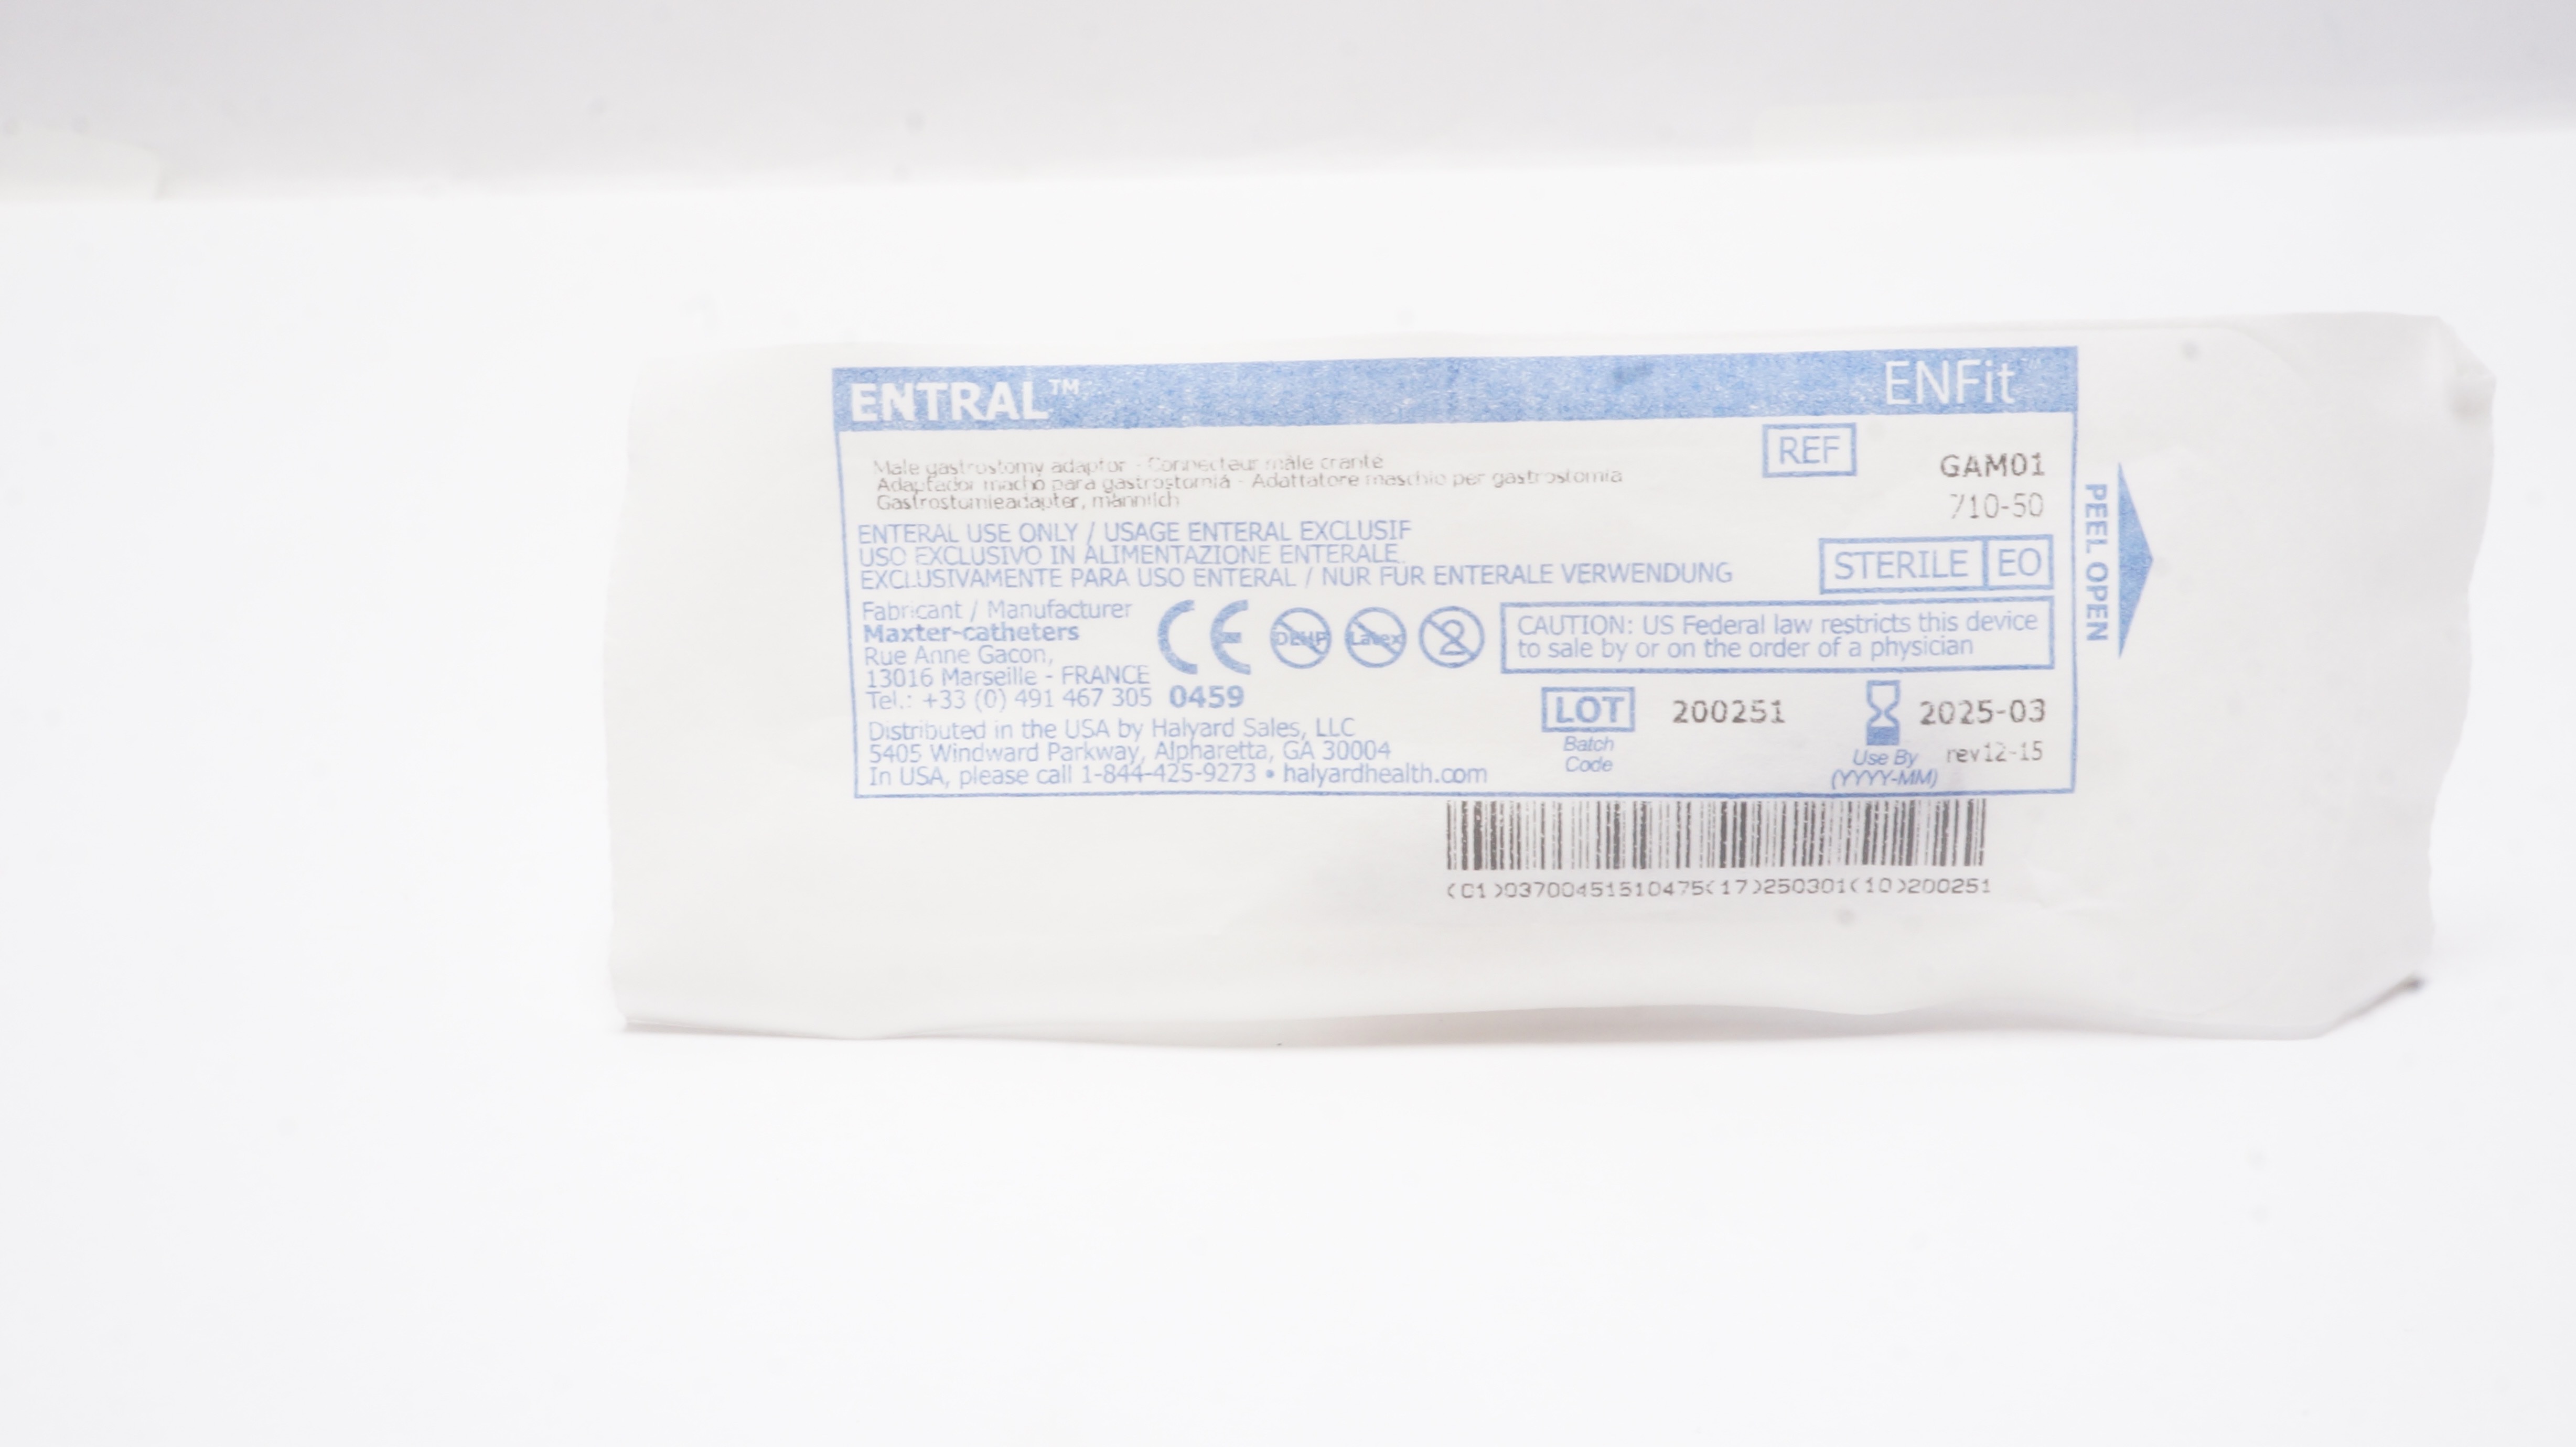 ENTRAL™ ENFit
Male gastrostomy adaptor - Connecteur mâle cranté
Adaptador macho para gastrostomia - Adattatore maschio per gastrostomia
Gastrostomieadapter, männlich
REF GAM01
710-50
ENTERAL USE ONLY / USAGE ENTERAL EXCLUSIF
USO EXCLUSIVO IN ALIMENTAZIONE ENTERALE
EXCLUSIVAMENTE PARA USO ENTERAL / NUR FUR ENTERALE VERWENDUNG
STERILE EO
PEEL OPEN
Fabricant / Manufacturer
Maxter-catheters
Rue Anne Gacon,
13016 Marseille - FRANCE
Tel.: +33 (0) 491 467 305
CE 0459
DEHP
Latex
2
CAUTION: US Federal law restricts this device
to sale by or on the order of a physician
Distributed in the USA by Halyard Sales, LLC
5405 Windward Parkway, Alpharetta, GA 30004
In USA, please call 1-844-425-9273 • halyardhealth.com
LOT 200251
Batch
Code
2025-03
Use By
(YYYY-MM)
rev12-15
(01)03700451510475(17)250301(10)200251